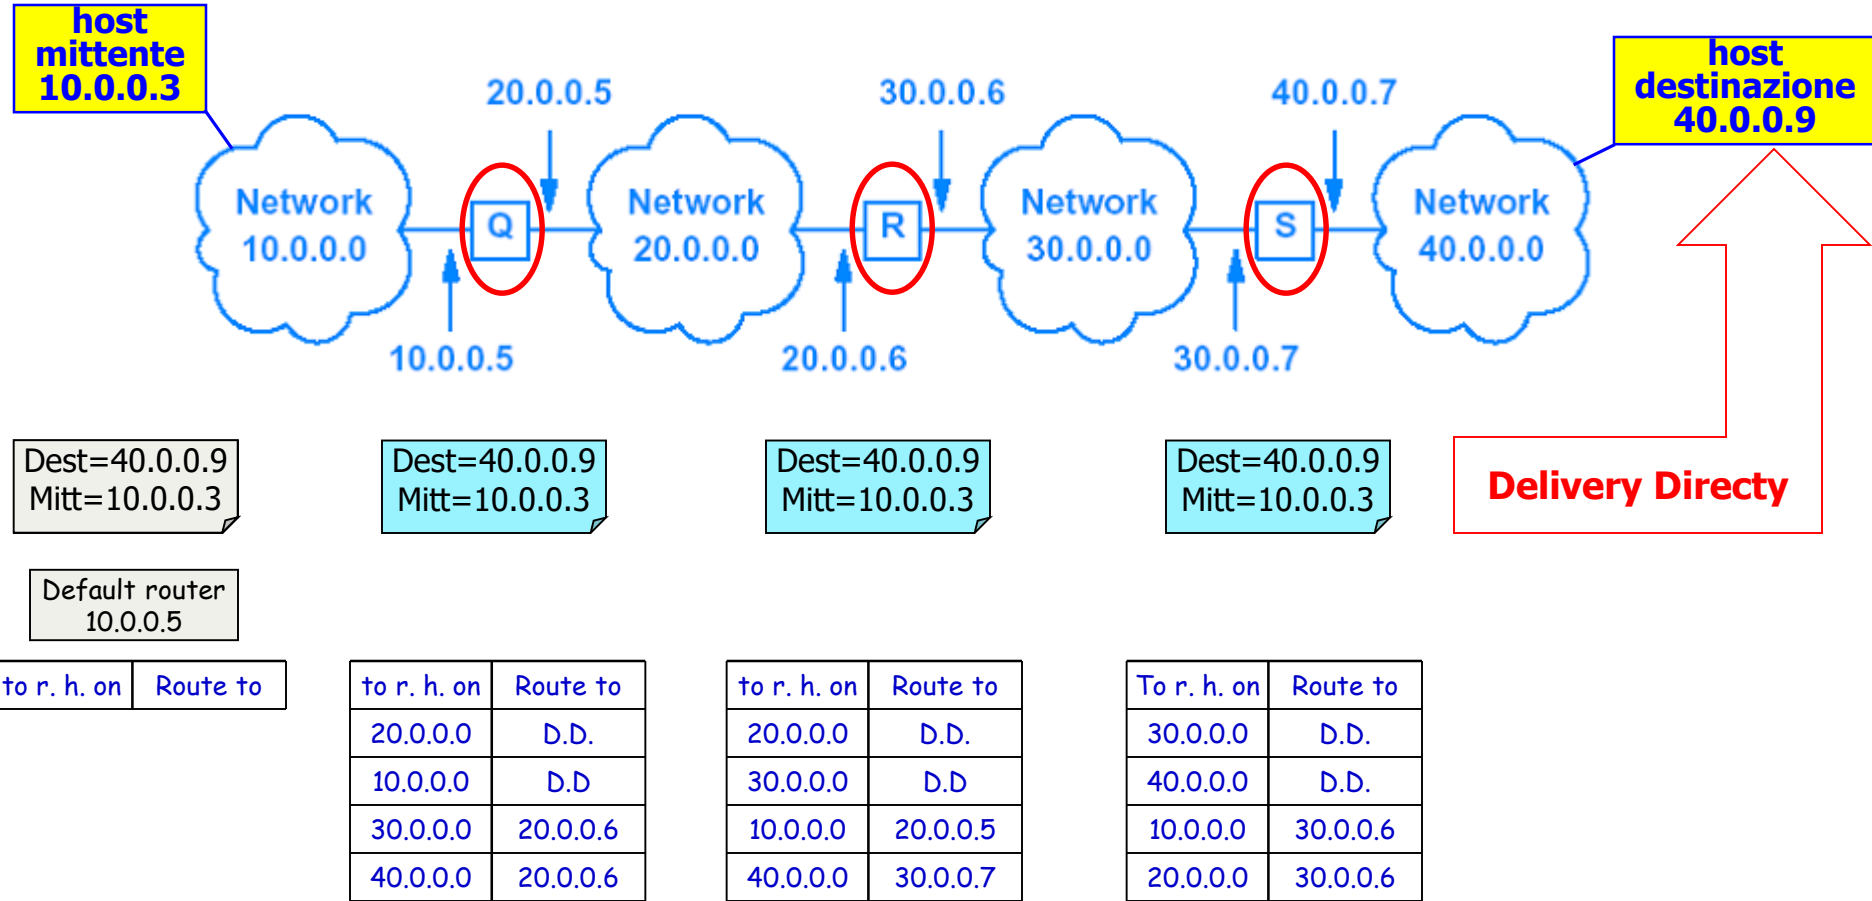 host
mittente
10.0.0.3
host
destinazione
40.0.0.9
20.0.0.5
30.0.0.6
40.0.0.7
Network
10.0.0.0
Q
Network
20.0.0.0
R
Network
30.0.0.0
S
Network
40.0.0.0
10.0.0.5
20.0.0.6
30.0.0.7
Dest=40.0.0.9
Mitt=10.0.0.3
Dest=40.0.0.9
Mitt=10.0.0.3
Dest=40.0.0.9
Mitt=10.0.0.3
Dest=40.0.0.9
Mitt=10.0.0.3
Delivery Directy
Default router
10.0.0.5
to r. h. on Route to
to r. h. on Route to
20.0.0.0 D.D.
10.0.0.0 D.D
30.0.0.0 20.0.0.6
40.0.0.0 20.0.0.6
to r. h. on Route to
20.0.0.0 D.D.
30.0.0.0 D.D
10.0.0.0 20.0.0.5
40.0.0.0 30.0.0.7
To r. h. on Route to
30.0.0.0 D.D.
40.0.0.0 D.D.
10.0.0.0 30.0.0.6
20.0.0.0 30.0.0.6